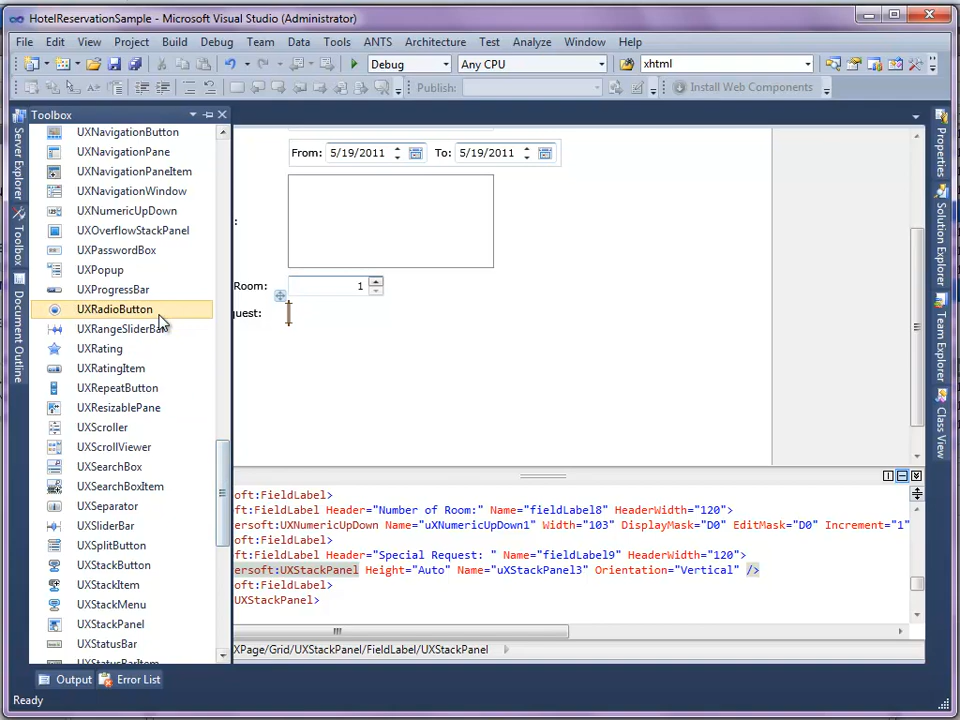 HotelReservationSample - Microsoft Visual Studio (Administrator)
File Edit View Project Build Debug Team Data Tools ANTS Architecture Test Analyze Window Help
Debug Any CPU xhtml
Publish: Install Web Components
Toolbox
Server Explorer
Toolbox
Document Outline
UXNavigationButton
UXNavigationPane
UXNavigationPaneItem
UXNavigationWindow
UXNumericUpDown
UXOverflowStackPanel
UXPasswordBox
UXPopup
UXProgressBar
UXRadioButton
UXRangeSliderBar
UXRating
UXRatingItem
UXRepeatButton
UXResizablePane
UXScroller
UXScrollViewer
UXSearchBox
UXSearchBoxItem
UXSeparator
UXSliderBar
UXSplitButton
UXStackButton
UXStackItem
UXStackMenu
UXStackPanel
UXStatusBar
UXStatusBarItem
From: 5/19/2011 To: 5/19/2011
:
Room: 1
quest:
oft:FieldLabel>
oft:FieldLabel Header="Number of Room:" Name="fieldLabel8" HeaderWidth="120">
ersoft:UXNumericUpDown Name="uXNumericUpDown1" Width="103" DisplayMask="D0" EditMask="D0" Increment="1"
oft:FieldLabel>
oft:FieldLabel Header="Special Request: " Name="fieldLabel9" HeaderWidth="120">
ersoft:UXStackPanel Height="Auto" Name="uXStackPanel3" Orientation="Vertical" />
oft:FieldLabel>
UXStackPanel>
XPage/Grid/UXStackPanel/FieldLabel/UXStackPanel
Properties
Solution Explorer
Team Explorer
Class View
Output Error List
Ready